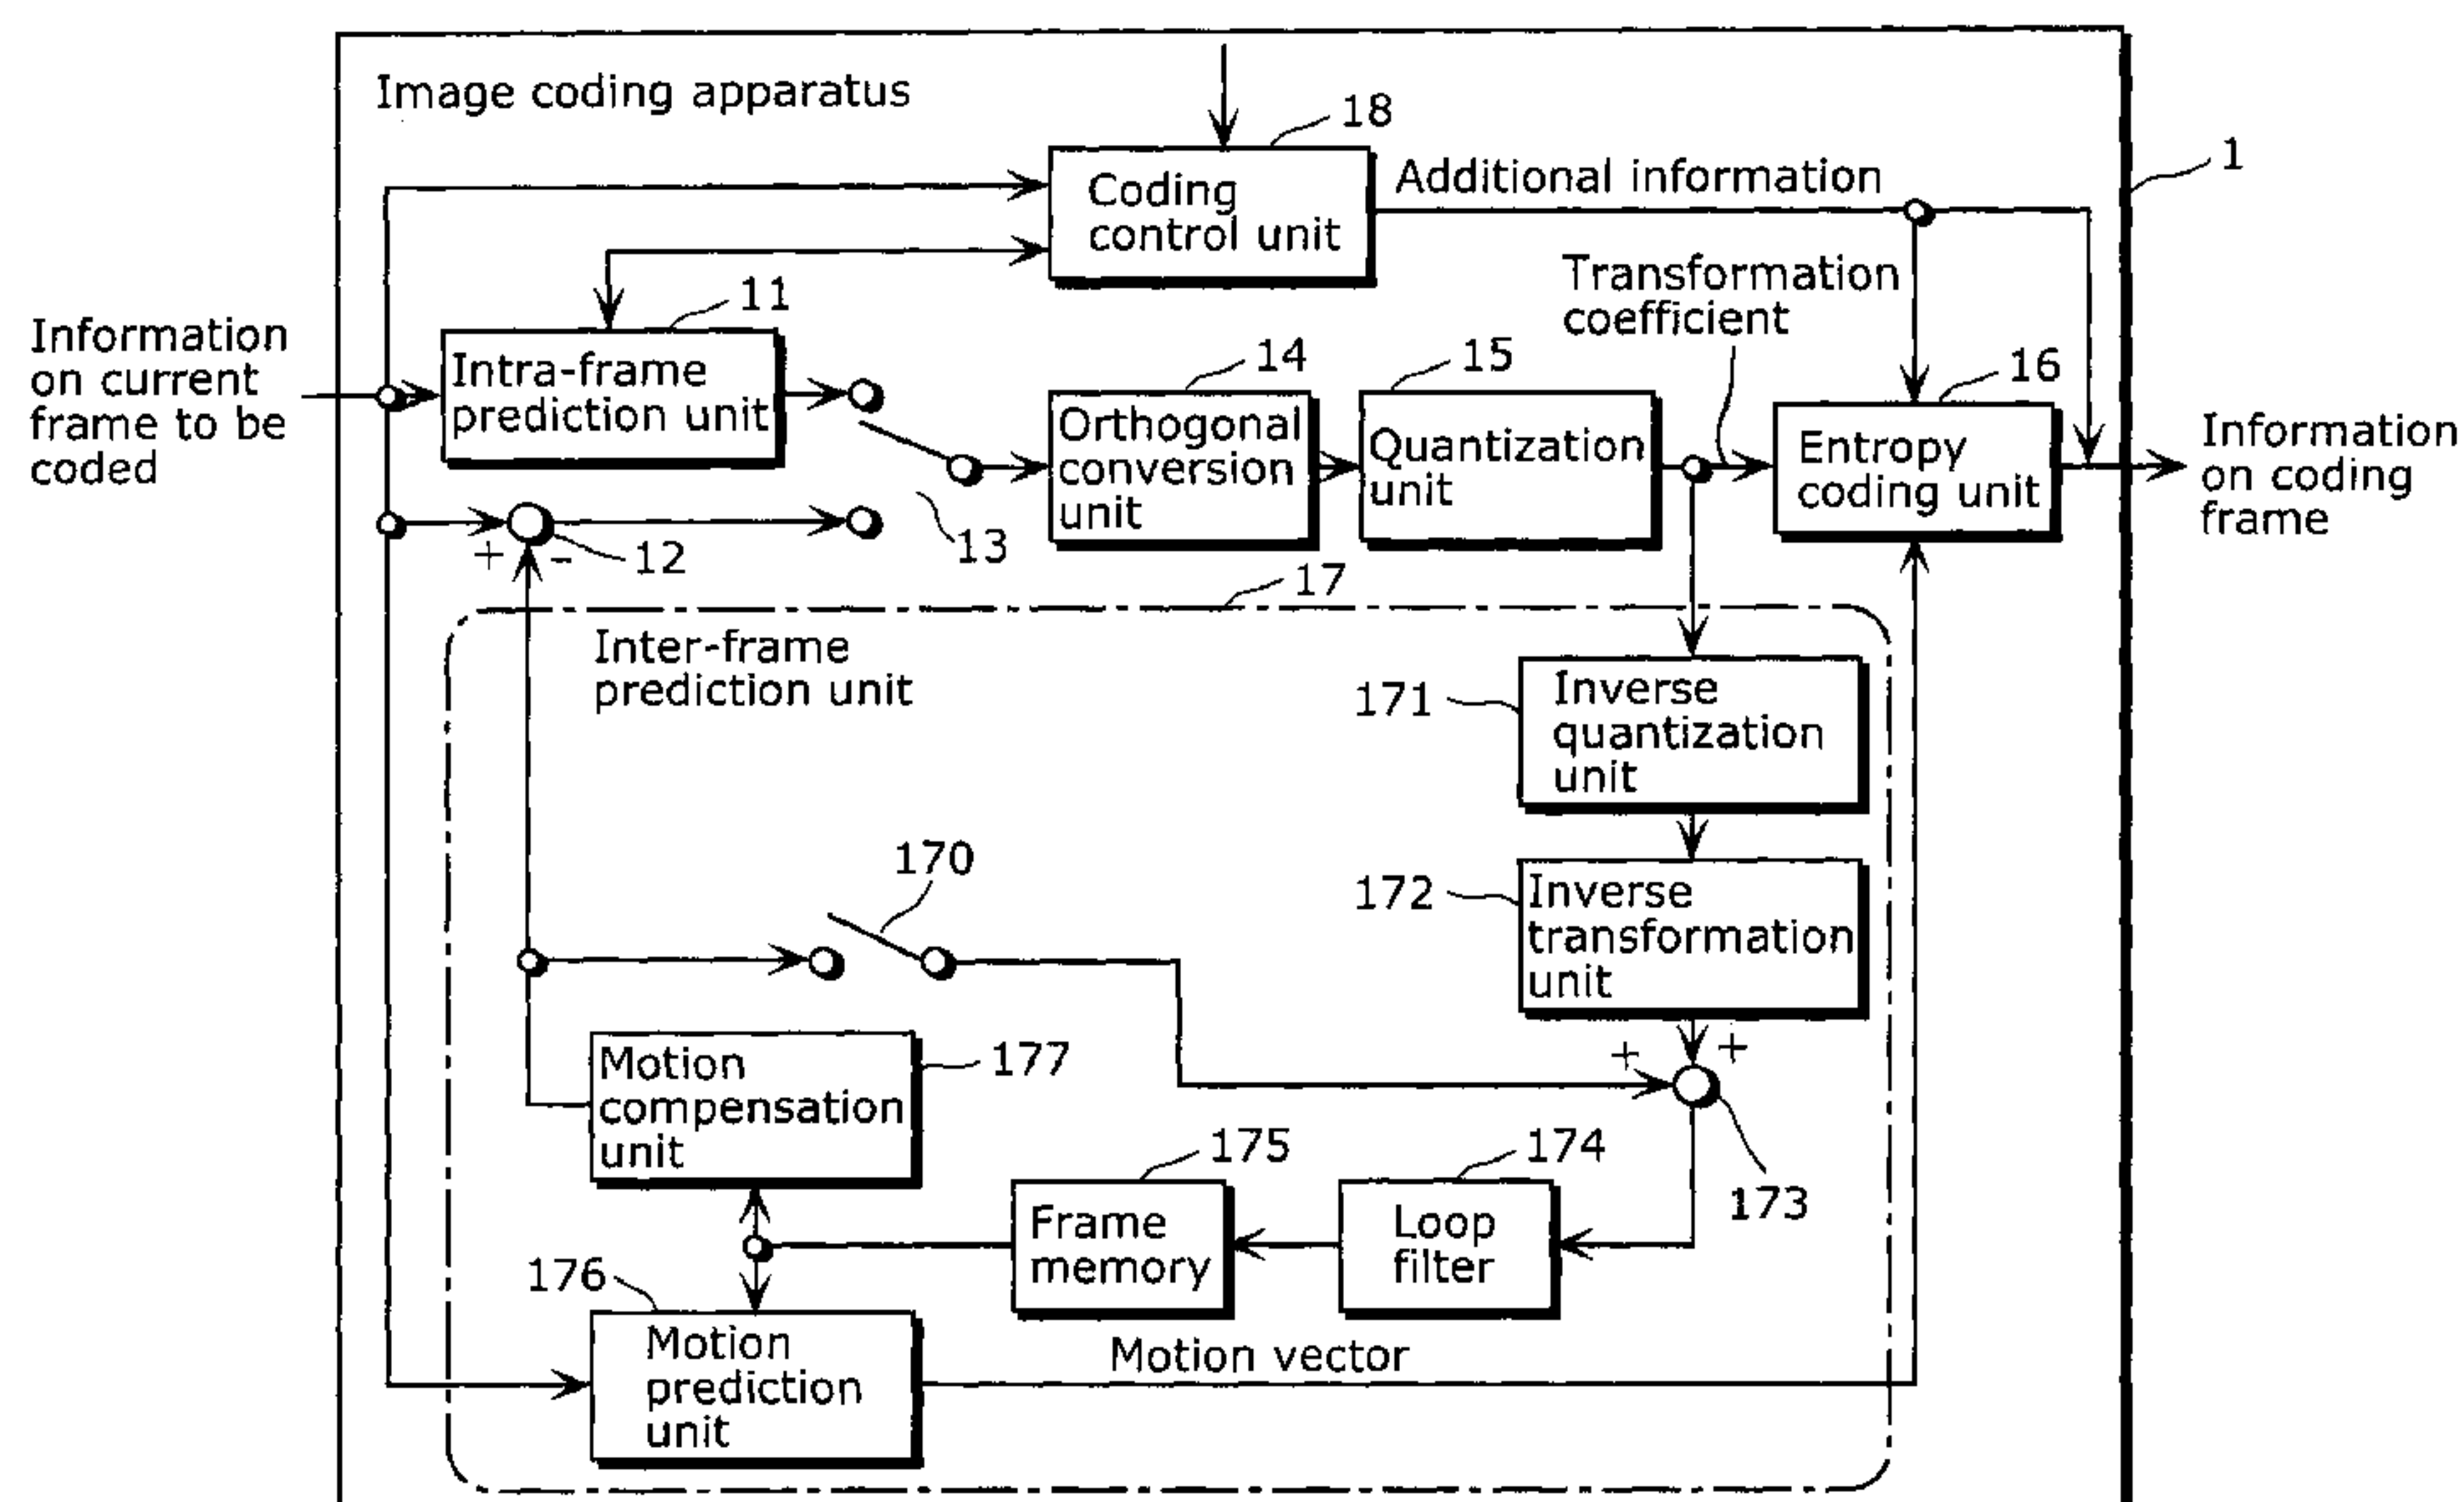 Image coding apparatus
18
1
Coding
control unit
Additional information
Transformation
coefficient
11
Information
on current
frame to be
coded
Intra-frame
prediction unit
14
15
16
Orthogonal
conversion
unit
Quantization
unit
Entropy
coding unit
Information
on coding
frame
+
-
12
13
17
Inter-frame
prediction unit
171
Inverse
quantization
unit
170
172
Inverse
transformation
unit
+
+
177
Motion
compensation
unit
173
175
174
Frame
memory
Loop
filter
176
Motion
prediction
unit
Motion vector